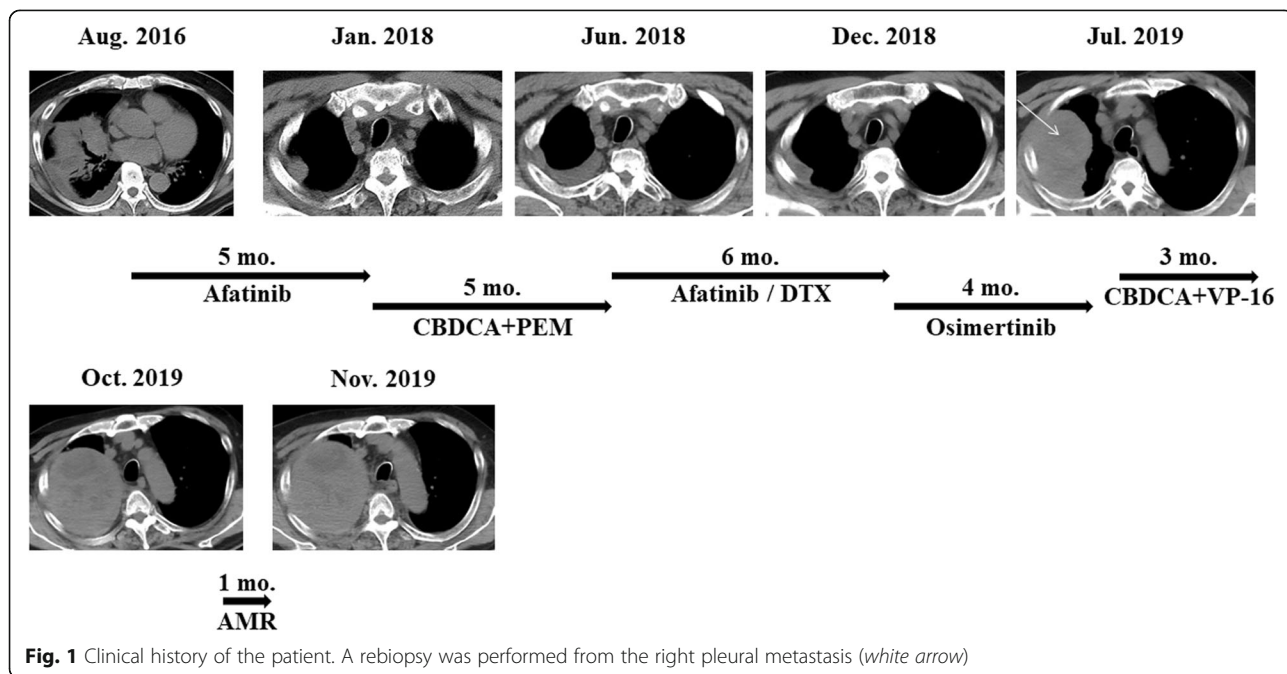 Aug. 2016 Jan. 2018 Jun. 2018 Dec. 2018 Jul. 2019
5 mo. 6 mo. 3 mo.
Afatinib 5 mo. Afatinib / DTX 4 mo. CBDCA+VP-16
CBDCA+PEM Osimertinib
Oct. 2019 Nov. 2019
1 mo.
AMR
Fig. 1 Clinical history of the patient. A rebiopsy was performed from the right pleural metastasis (white arrow)